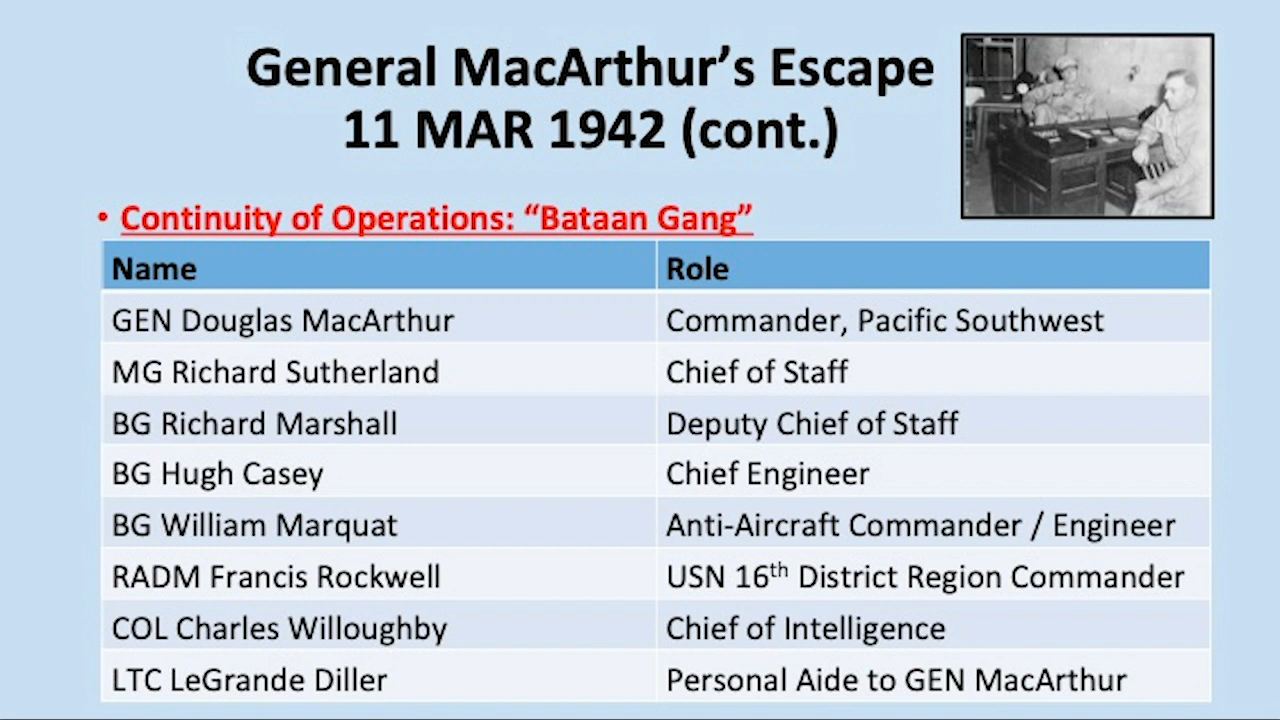 General MacArthur’s Escape
11 MAR 1942 (cont.)
• Continuity of Operations: “Bataan Gang”
Name Role
GEN Douglas MacArthur Commander, Pacific Southwest
MG Richard Sutherland Chief of Staff
BG Richard Marshall Deputy Chief of Staff
BG Hugh Casey Chief Engineer
BG William Marquat Anti-Aircraft Commander / Engineer
RADM Francis Rockwell USN 16th District Region Commander
COL Charles Willoughby Chief of Intelligence
LTC LeGrande Diller Personal Aide to GEN MacArthur